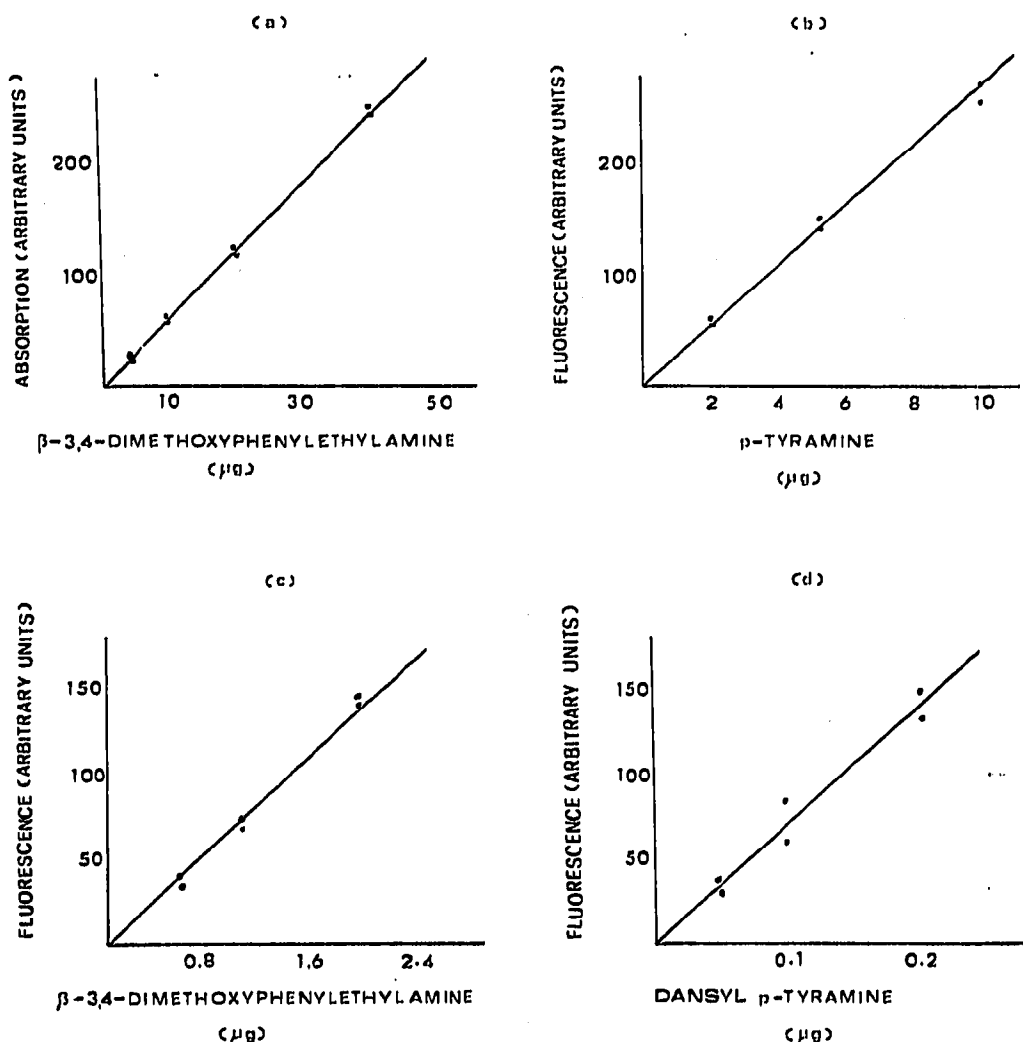 (a)
ABSORPTION (ARBITRARY UNITS)
200
100
10 30 50
β-3,4-DIMETHOXYPHENYLETHYLAMINE
(µg)
(b)
FLUORESCENCE (ARBITRARY UNITS)
200
100
2 4 6 8 10
p-TYRAMINE
(µg)
(c)
FLUORESCENCE (ARBITRARY UNITS)
150
100
50
0.8 1.6 2.4
β-3,4-DIMETHOXYPHENYLETHYLAMINE
(µg)
(d)
FLUORESCENCE (ARBITRARY UNITS)
150
100
50
0.1 0.2
DANSYL p-TYRAMINE
(µg)